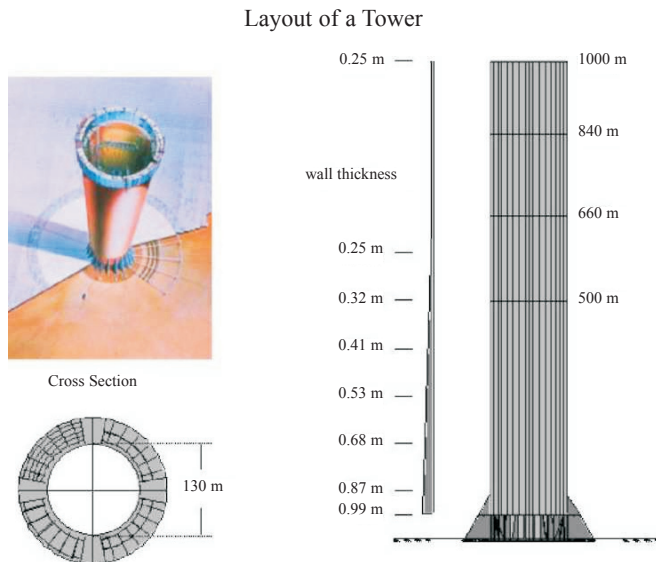 Layout of a Tower
0.25 m
1000 m
840 m
wall thickness
660 m
0.25 m
0.32 m
500 m
0.41 m
Cross Section
0.53 m
0.68 m
130 m
0.87 m
0.99 m